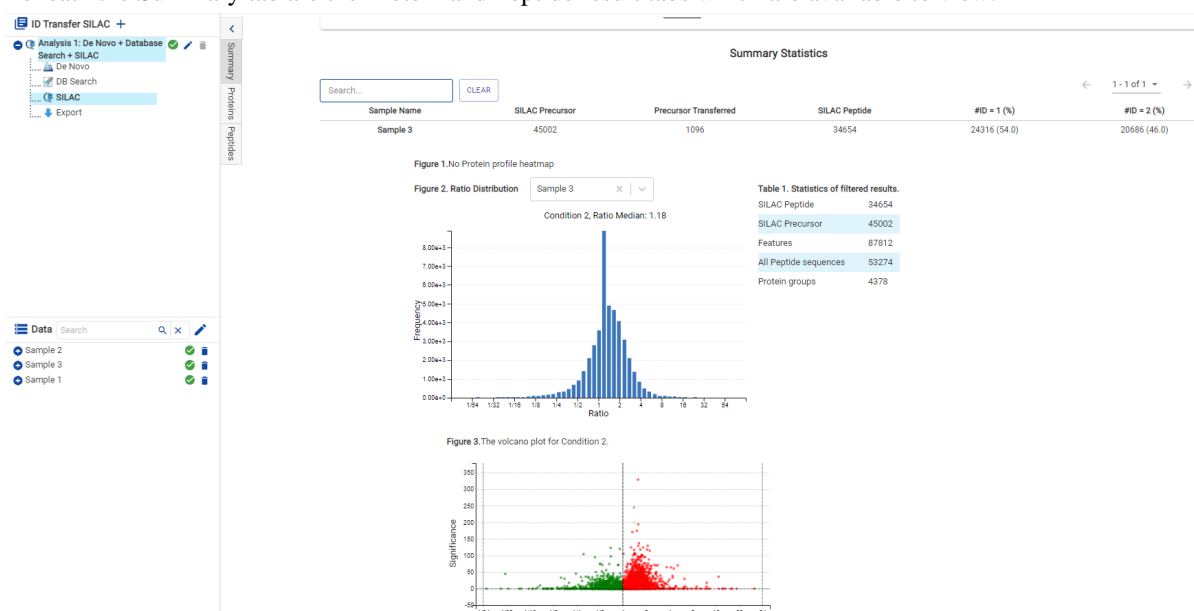 ID Transfer SILAC +
Analysis 1: De Novo + Database
Search + SILAC
De Novo
DB Search
SILAC
Export
Summary
Proteins
Peptides
Data Search
Sample 2
Sample 3
Sample 1
Summary Statistics
Search...
CLEAR
1 - 1 of 1
Sample Name SILAC Precursor Precursor Transferred SILAC Peptide #ID = 1 (%) #ID = 2 (%)
Sample 3 45002 1096 34654 24316 (54.0) 20686 (46.0)
Figure 1.No Protein profile heatmap
Figure 2. Ratio Distribution
Sample 3
Condition 2, Ratio Median: 1.18
8.00e+3
7.00e+3
6.00e+3
5.00e+3
4.00e+3
3.00e+3
2.00e+3
1.00e+3
0.00e+0
Frequency
1/64 1/32 1/16 1/8 1/4 1/2 1 2 4 8 16 32 64
Ratio
Table 1. Statistics of filtered results.
SILAC Peptide 34654
SILAC Precursor 45002
Features 87812
All Peptide sequences 53274
Protein groups 4378
Figure 3.The volcano plot for Condition 2.
350
300
250
200
150
100
50
0
-50
Significance